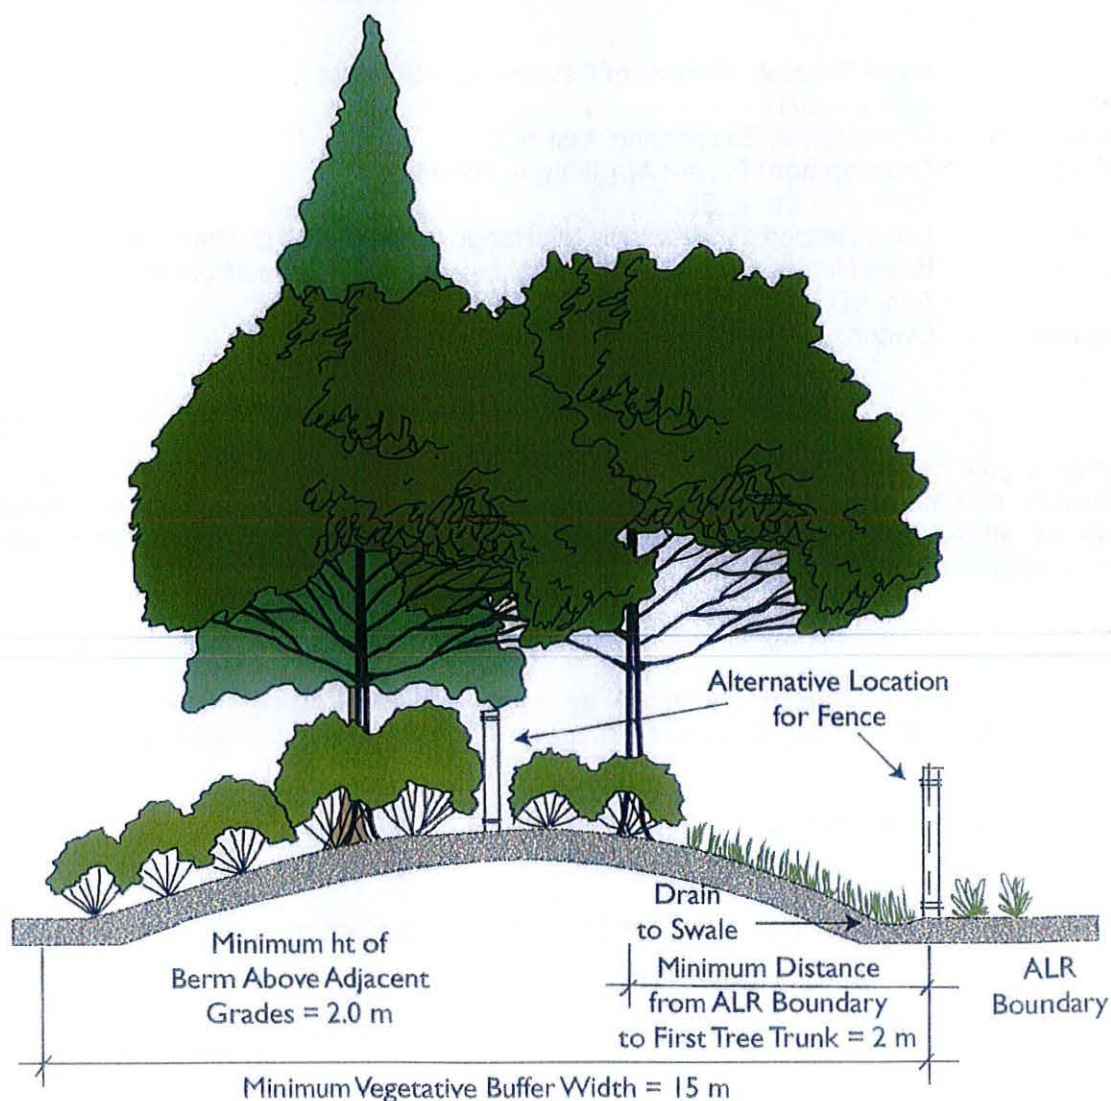 Alternative Location
for Fence
Drain
to Swale
Minimum ht of
Berm Above Adjacent
Grades = 2.0 m
Minimum Distance
from ALR Boundary
to First Tree Trunk = 2 m
ALR
Boundary
Minimum Vegetative Buffer Width = 15 m